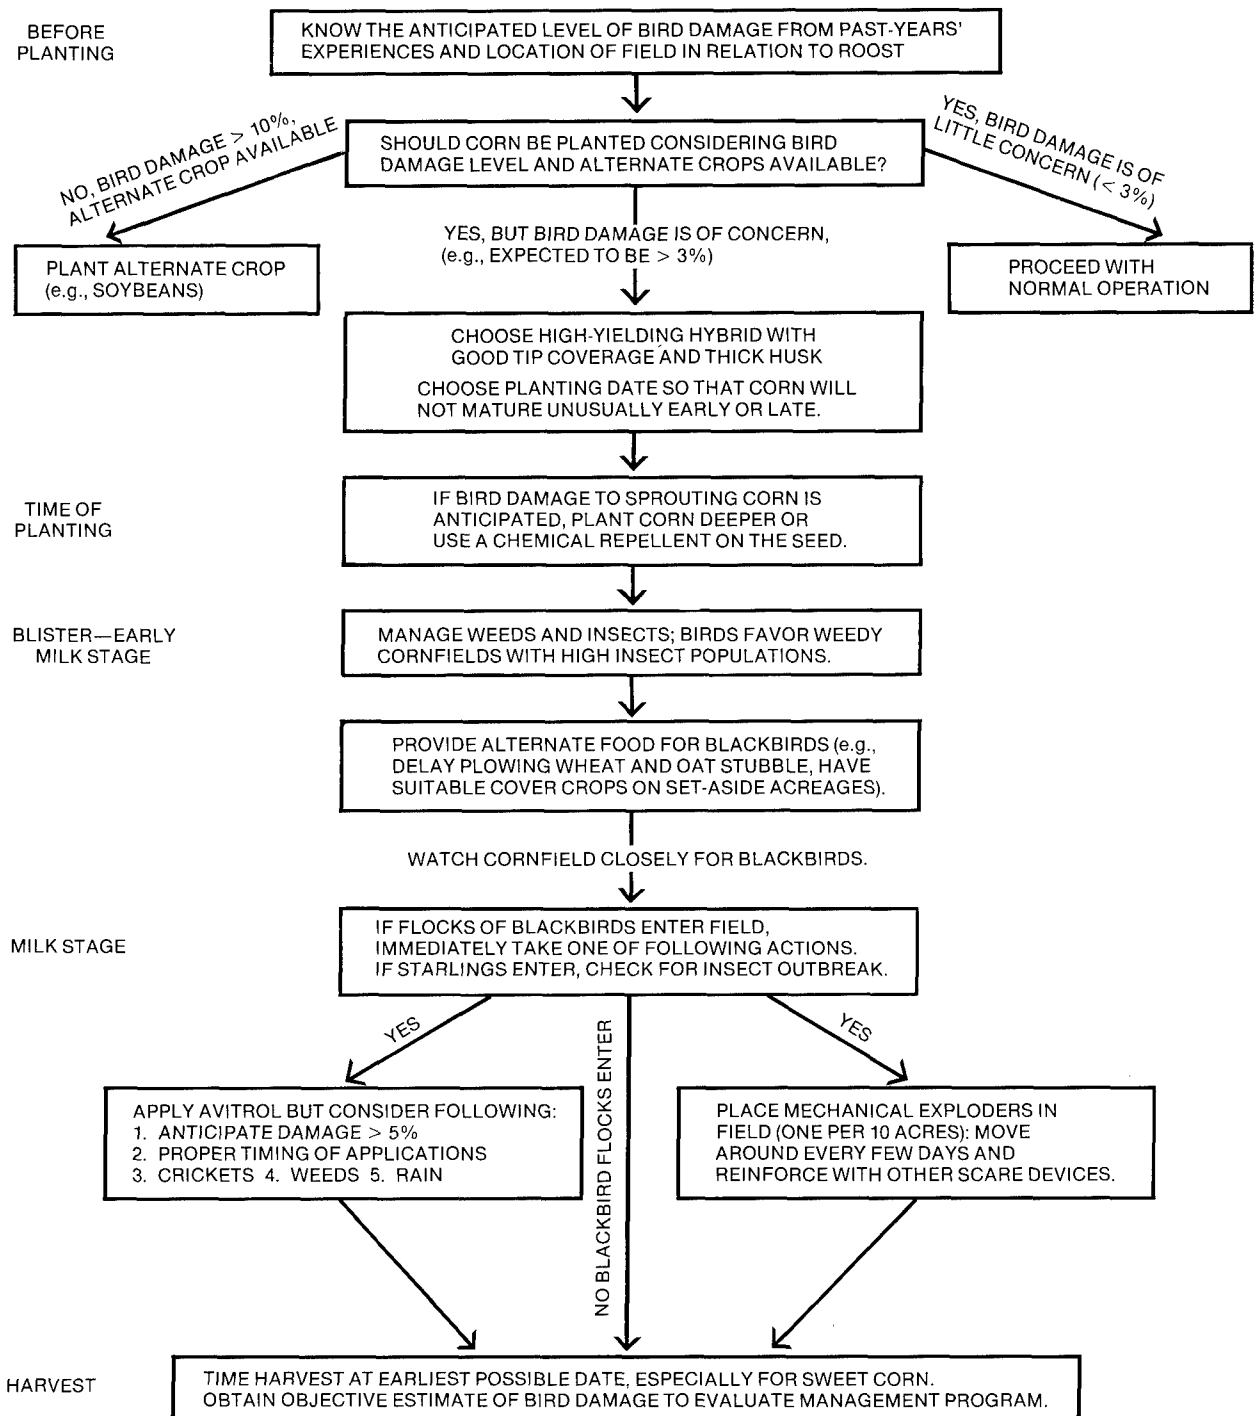 BEFORE
PLANTING
KNOW THE ANTICIPATED LEVEL OF BIRD DAMAGE FROM PAST-YEARS'
EXPERIENCES AND LOCATION OF FIELD IN RELATION TO ROOST
NO, BIRD DAMAGE > 10%,
ALTERNATE CROP AVAILABLE
SHOULD CORN BE PLANTED CONSIDERING BIRD
DAMAGE LEVEL AND ALTERNATE CROPS AVAILABLE?
YES, BIRD DAMAGE IS OF
LITTLE CONCERN (< 3%)
PLANT ALTERNATE CROP
(e.g., SOYBEANS)
YES, BUT BIRD DAMAGE IS OF CONCERN,
(e.g., EXPECTED TO BE > 3%)
PROCEED WITH
NORMAL OPERATION
CHOOSE HIGH-YIELDING HYBRID WITH
GOOD TIP COVERAGE AND THICK HUSK
CHOOSE PLANTING DATE SO THAT CORN WILL
NOT MATURE UNUSUALLY EARLY OR LATE.
TIME OF
PLANTING
IF BIRD DAMAGE TO SPROUTING CORN IS
ANTICIPATED, PLANT CORN DEEPER OR
USE A CHEMICAL REPELLENT ON THE SEED.
BLISTER—EARLY
MILK STAGE
MANAGE WEEDS AND INSECTS; BIRDS FAVOR WEEDY
CORNFIELDS WITH HIGH INSECT POPULATIONS.
PROVIDE ALTERNATE FOOD FOR BLACKBIRDS (e.g.,
DELAY PLOWING WHEAT AND OAT STUBBLE, HAVE
SUITABLE COVER CROPS ON SET-ASIDE ACREAGES).
WATCH CORNFIELD CLOSELY FOR BLACKBIRDS.
MILK STAGE
IF FLOCKS OF BLACKBIRDS ENTER FIELD,
IMMEDIATELY TAKE ONE OF FOLLOWING ACTIONS.
IF STARLINGS ENTER, CHECK FOR INSECT OUTBREAK.
YES
NO BLACKBIRD FLOCKS ENTER
YES
APPLY AVITROL BUT CONSIDER FOLLOWING:
1. ANTICIPATE DAMAGE > 5%
2. PROPER TIMING OF APPLICATIONS
3. CRICKETS 4. WEEDS 5. RAIN
PLACE MECHANICAL EXPLODERS IN
FIELD (ONE PER 10 ACRES): MOVE
AROUND EVERY FEW DAYS AND
REINFORCE WITH OTHER SCARE DEVICES.
HARVEST
TIME HARVEST AT EARLIEST POSSIBLE DATE, ESPECIALLY FOR SWEET CORN.
OBTAIN OBJECTIVE ESTIMATE OF BIRD DAMAGE TO EVALUATE MANAGEMENT PROGRAM.